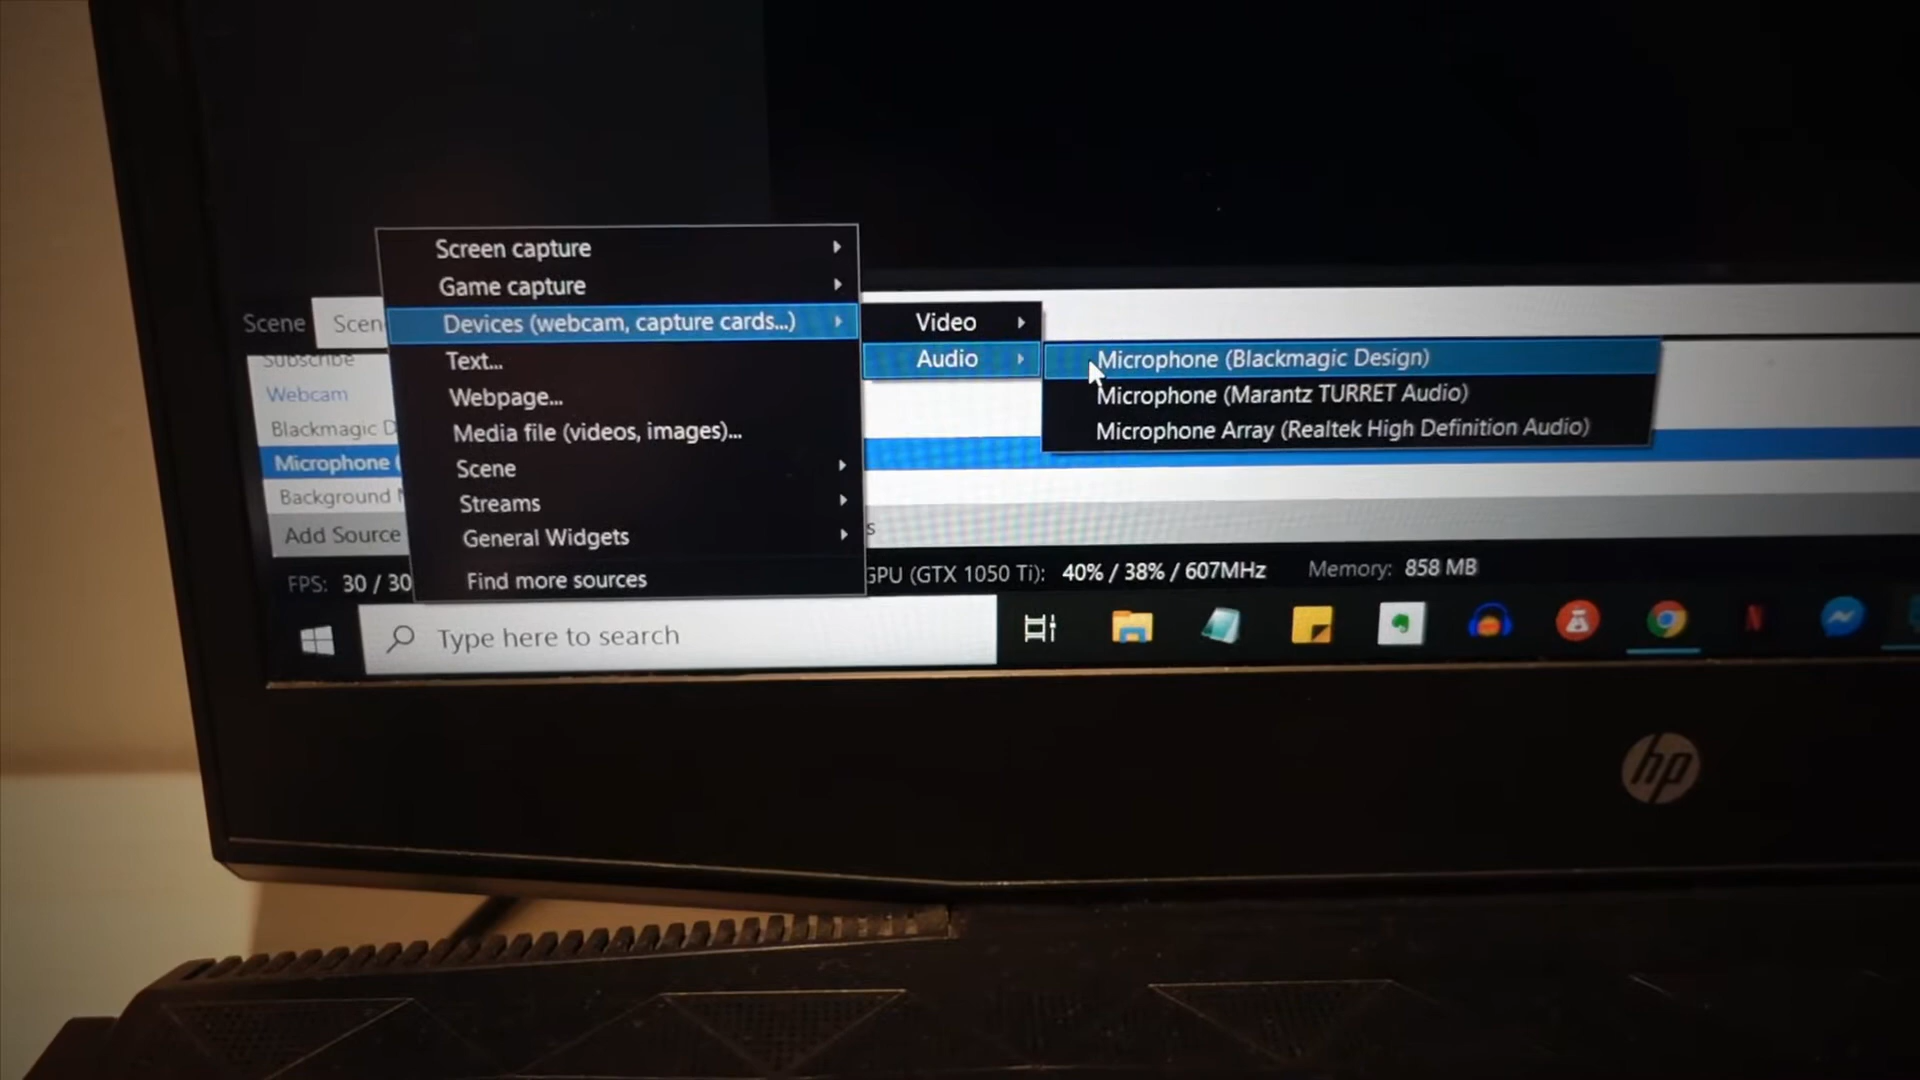 Screen capture
Game capture
Devices (webcam, capture cards...)
Text...
Webpage...
Media file (videos, images)...
Scene
Streams
General Widgets
Find more sources
Video
Audio
Microphone (Blackmagic Design)
Microphone (Marantz TURRET Audio)
Microphone Array (Realtek High Definition Audio)
Scene
Scen
Subscribe
Webcam
Blackmagic D
Microphone (
Background
Add Source
s
FPS: 30 / 30
GPU (GTX 1050 Ti): 40% / 38% / 607MHz
Memory: 858 MB
Type here to search
hp